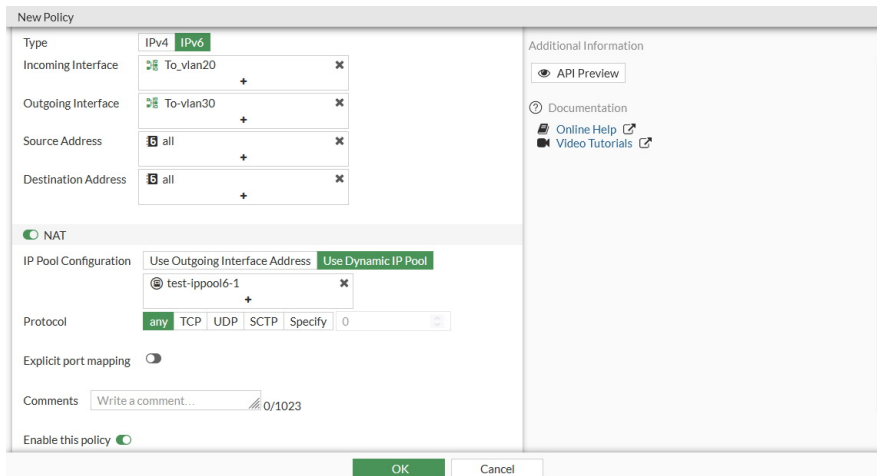 New Policy
Type IPv4 IPv6
Incoming Interface To_vlan20
+
Outgoing Interface To-vlan30
+
Source Address 6 all
+
Destination Address 6 all
+
NAT
IP Pool Configuration Use Outgoing Interface Address Use Dynamic IP Pool
test-ippool6-1
+
Protocol any TCP UDP SCTP Specify 0
Explicit port mapping
Comments Write a comment... 0/1023
Enable this policy
OK Cancel
Additional Information
API Preview
Documentation
Online Help
Video Tutorials